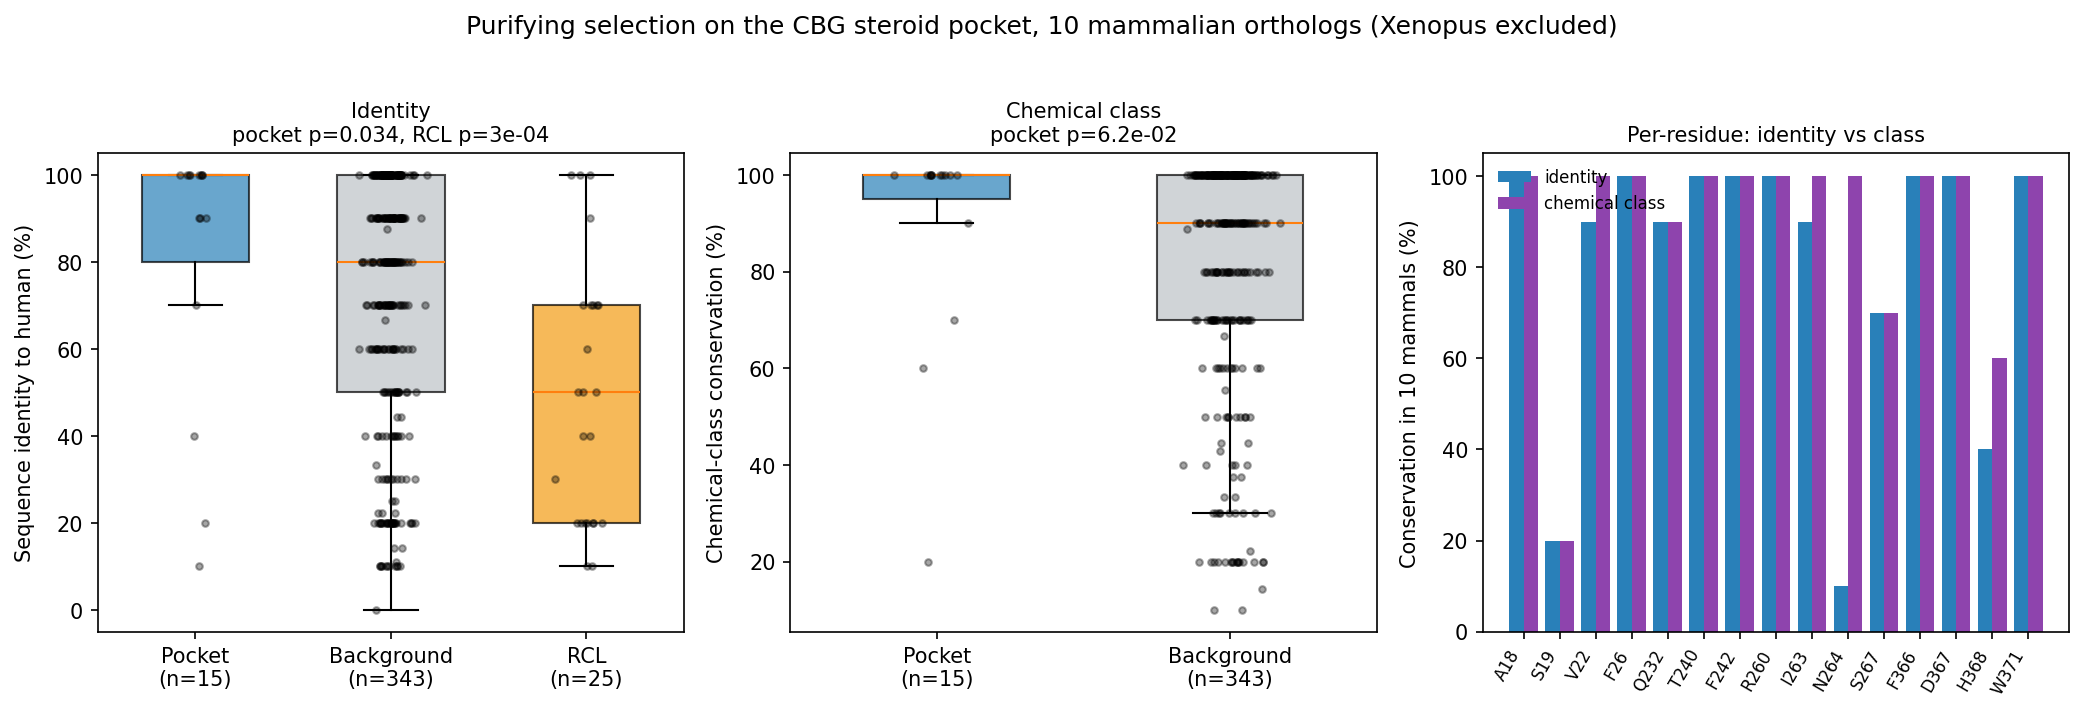 Purifying selection on the CBG steroid pocket, 10 mammalian orthologs (Xenopus excluded)
Identity
pocket p=0.034, RCL p=3e-04
Sequence identity to human (%)
100
80
60
40
20
0
Pocket
(n=15)
Background
(n=343)
RCL
(n=25)
Chemical class
pocket p=6.2e-02
Chemical-class conservation (%)
100
80
60
40
20
Pocket
(n=15)
Background
(n=343)
Per-residue: identity vs class
Conservation in 10 mammals (%)
100
80
60
40
20
0
identity
chemical class
A18
S19
V22
F26
Q232
T240
F242
R260
I263
N264
S267
F366
D367
H368
W371